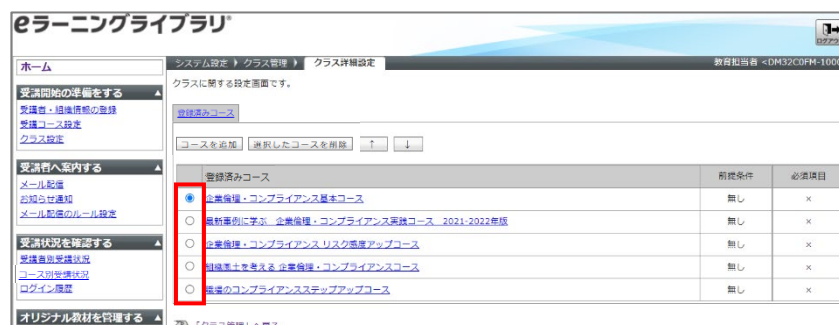 eラーニングライブラリ®
ログアウト
ホーム
システム設定 クラス管理 クラス詳細設定 教育担当者 <DM32C0FM-1000
クラスに関する設定画面です。
受講開始の準備をする ▲
受講者・組織情報の登録
受講コース設定
クラス設定
受講者へ案内する ▲
メール配信
お知らせ通知
メール配信のルール設定
受講状況を確認する ▲
受講者別受講状況
コース別受講状況
ログイン履歴
オリジナル教材を管理する ▲
登録済みコース
コースを追加 選択したコースを削除 ↑ ↓
登録済みコース 前提条件 必須項目
企業倫理・コンプライアンス基本コース 無し ×
最新事例に学ぶ 企業倫理・コンプライアンス実践コース 2021-2022年版 無し ×
企業倫理・コンプライアンス リスク感度アップコース 無し ×
組織風土を考える 企業倫理・コンプライアンスコース 無し ×
職場のコンプライアンスステップアップコース 無し ×
「クラス管理」へ戻る